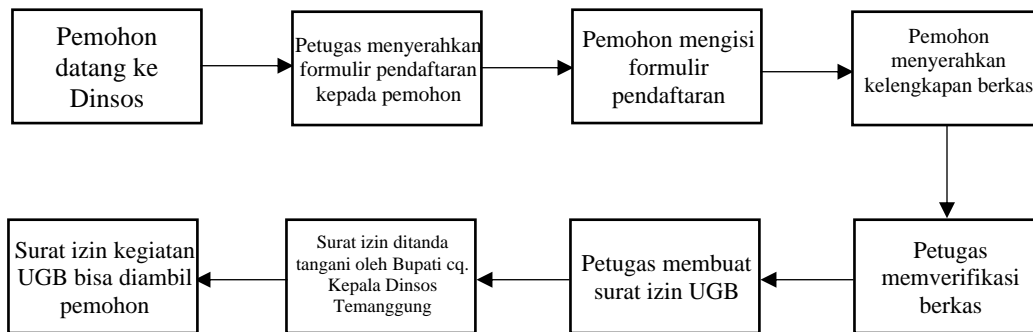 Pemohon
datang ke
Dinsos
Petugas menyerahkan
formulir pendaftaran
kepada pemohon
Pemohon mengisi
formulir
pendaftaran
Pemohon
menyerahkan
kelengkapan berkas
Petugas
memverifikasi
berkas
Petugas membuat
surat izin UGB
Surat izin ditanda
tangani oleh Bupati cq.
Kepala Dinsos
Temanggung
Surat izin kegiatan
UGB bisa diambil
pemohon